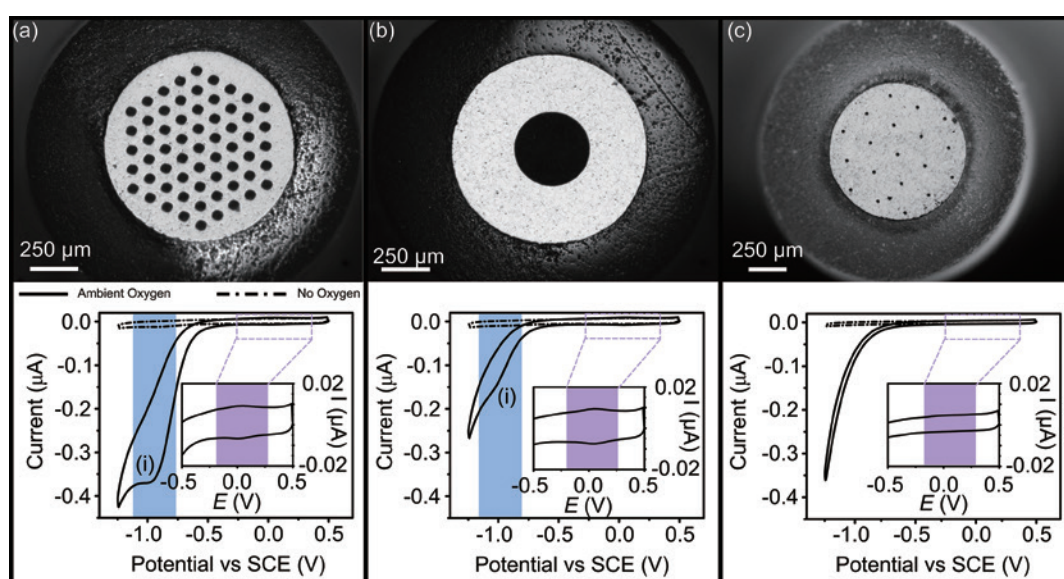 (a)
250 µm
(b)
250 µm
(c)
250 µm
Ambient Oxygen
No Oxygen
Current (µA)
0.0
-0.1
-0.2
-0.3
-0.4
(i)
0.02
I (µA)
-0.02
-0.5 0.0 0.5
E (V)
-1.0 -0.5 0.0 0.5
Potential vs SCE (V)
Current (µA)
0.0
-0.1
-0.2
-0.3
-0.4
(i)
0.02
I (µA)
-0.02
-0.5 0.0 0.5
E (V)
-1.0 -0.5 0.0 0.5
Potential vs SCE (V)
Current (µA)
0.0
-0.1
-0.2
-0.3
-0.4
0.02
I (µA)
-0.02
-0.5 0.0 0.5
E (V)
-1.0 -0.5 0.0 0.5
Potential vs SCE (V)